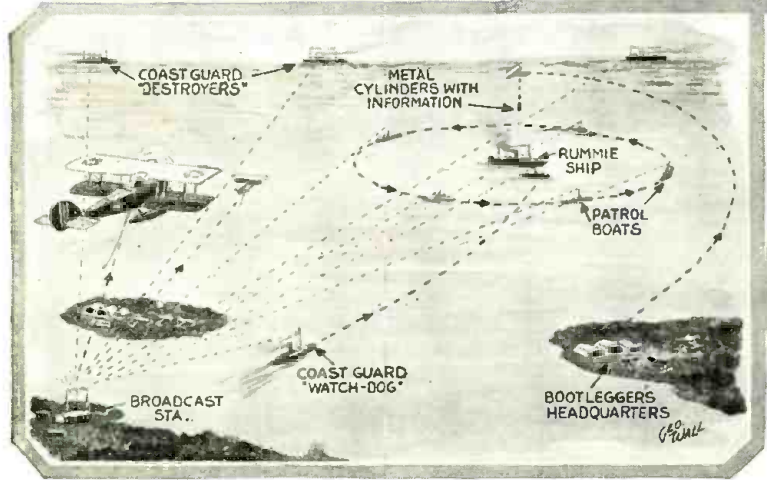 COAST GUARD
"DESTROYERS"
METAL
CYLINDERS WITH
INFORMATION
RUMMIE
SHIP
PATROL
BOATS
COAST GUARD
"WATCH-DOG"
BROADCAST
STA..
BOOTLEGGERS
HEADQUARTERS
GEO.
WALL